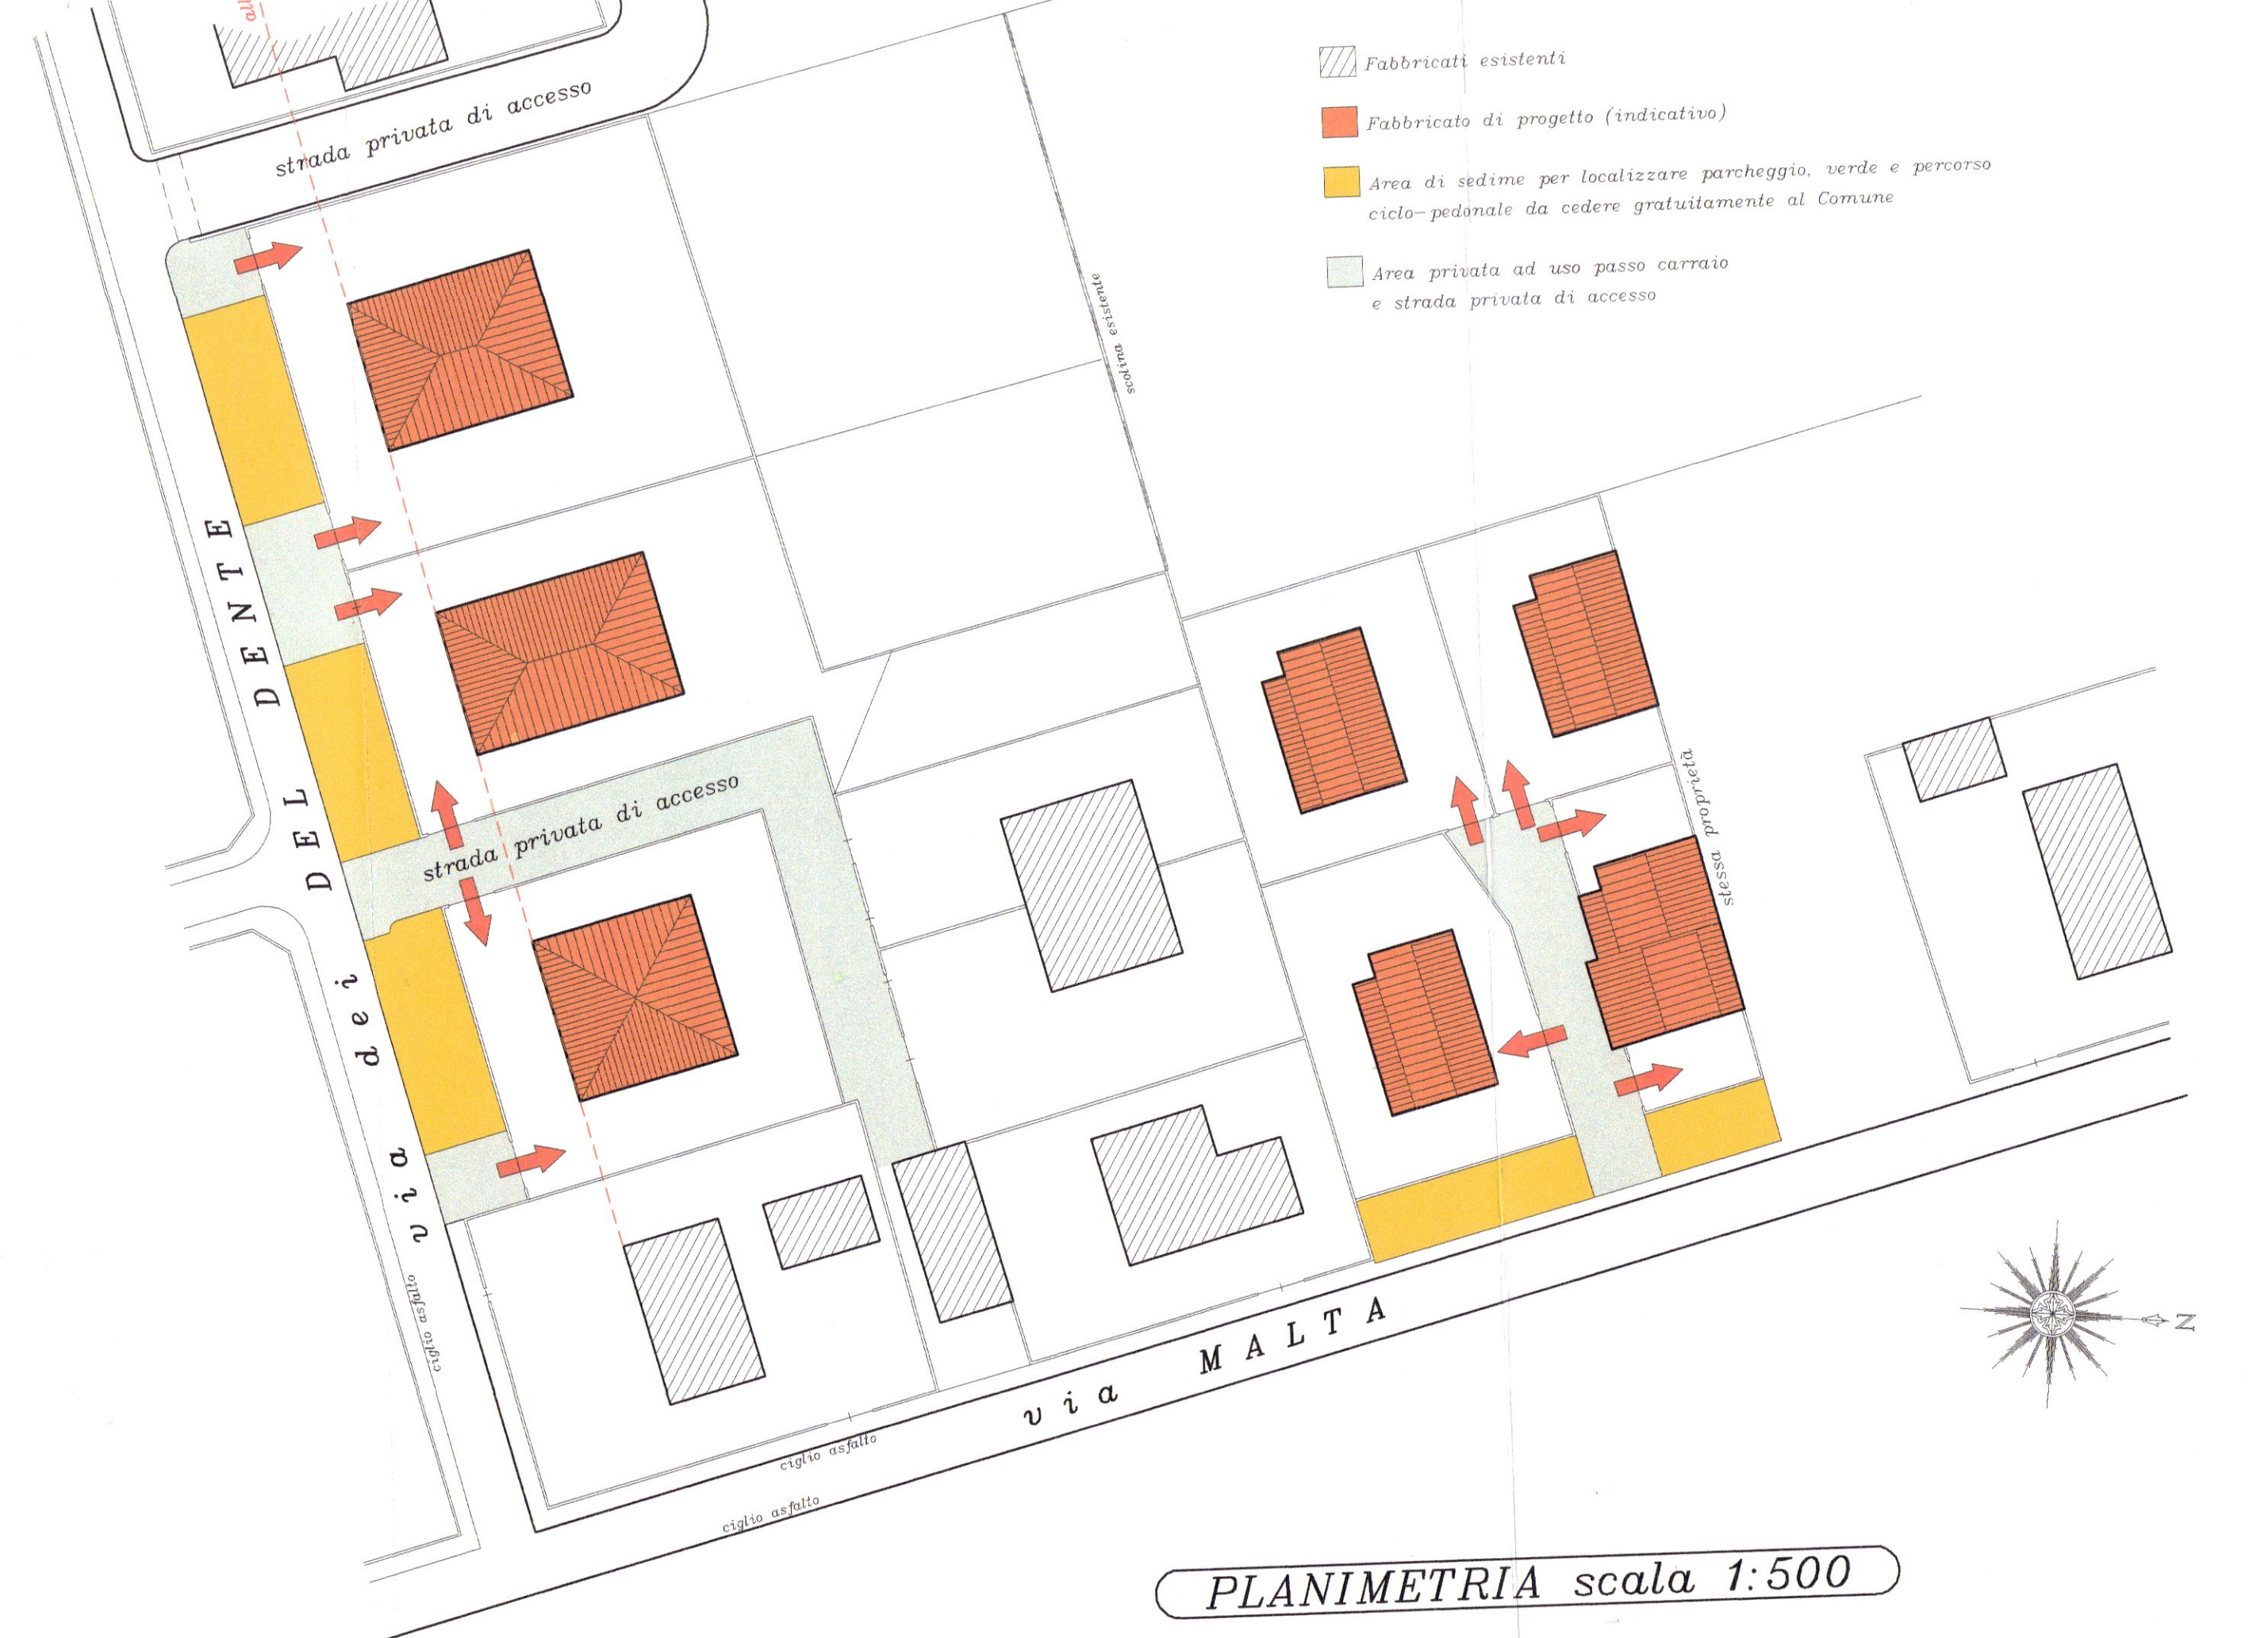 Fabbricati esistenti
Fabbricato di progetto (indicativo)
Area di sedime per localizzare parcheggio, verde e percorso
ciclo-pedonale da cedere gratuitamente al Comune
Area privata ad uso passo carraio
e strada privata di accesso
strada privata di accesso
scolina esistente
strada privata di accesso
stessa proprietà
via dei DEL DENTE
ciglio asfalto
via MALTA
ciglio asfalto
ciglio asfalto
N
PLANIMETRIA scala 1:500